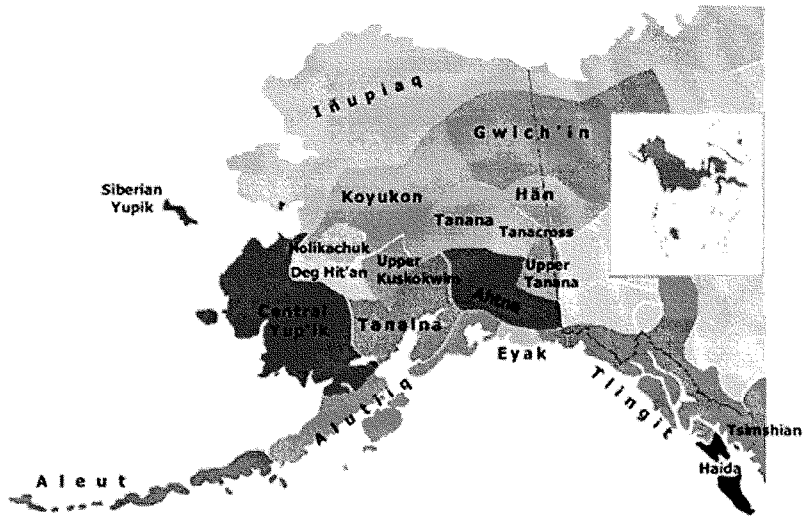 Iñupiaq
Gwich'in
Siberian
Yupik
Koyukon
Hän
Tanana
Tanacross
Holikachuk
Deg Hit'an
Upper
Kuskokwim
Upper
Tanana
Ahtna
Central
Yup'ik
Tanaina
Eyak
Alutiiq
Tlingit
Tsimshian
Haida
Aleut